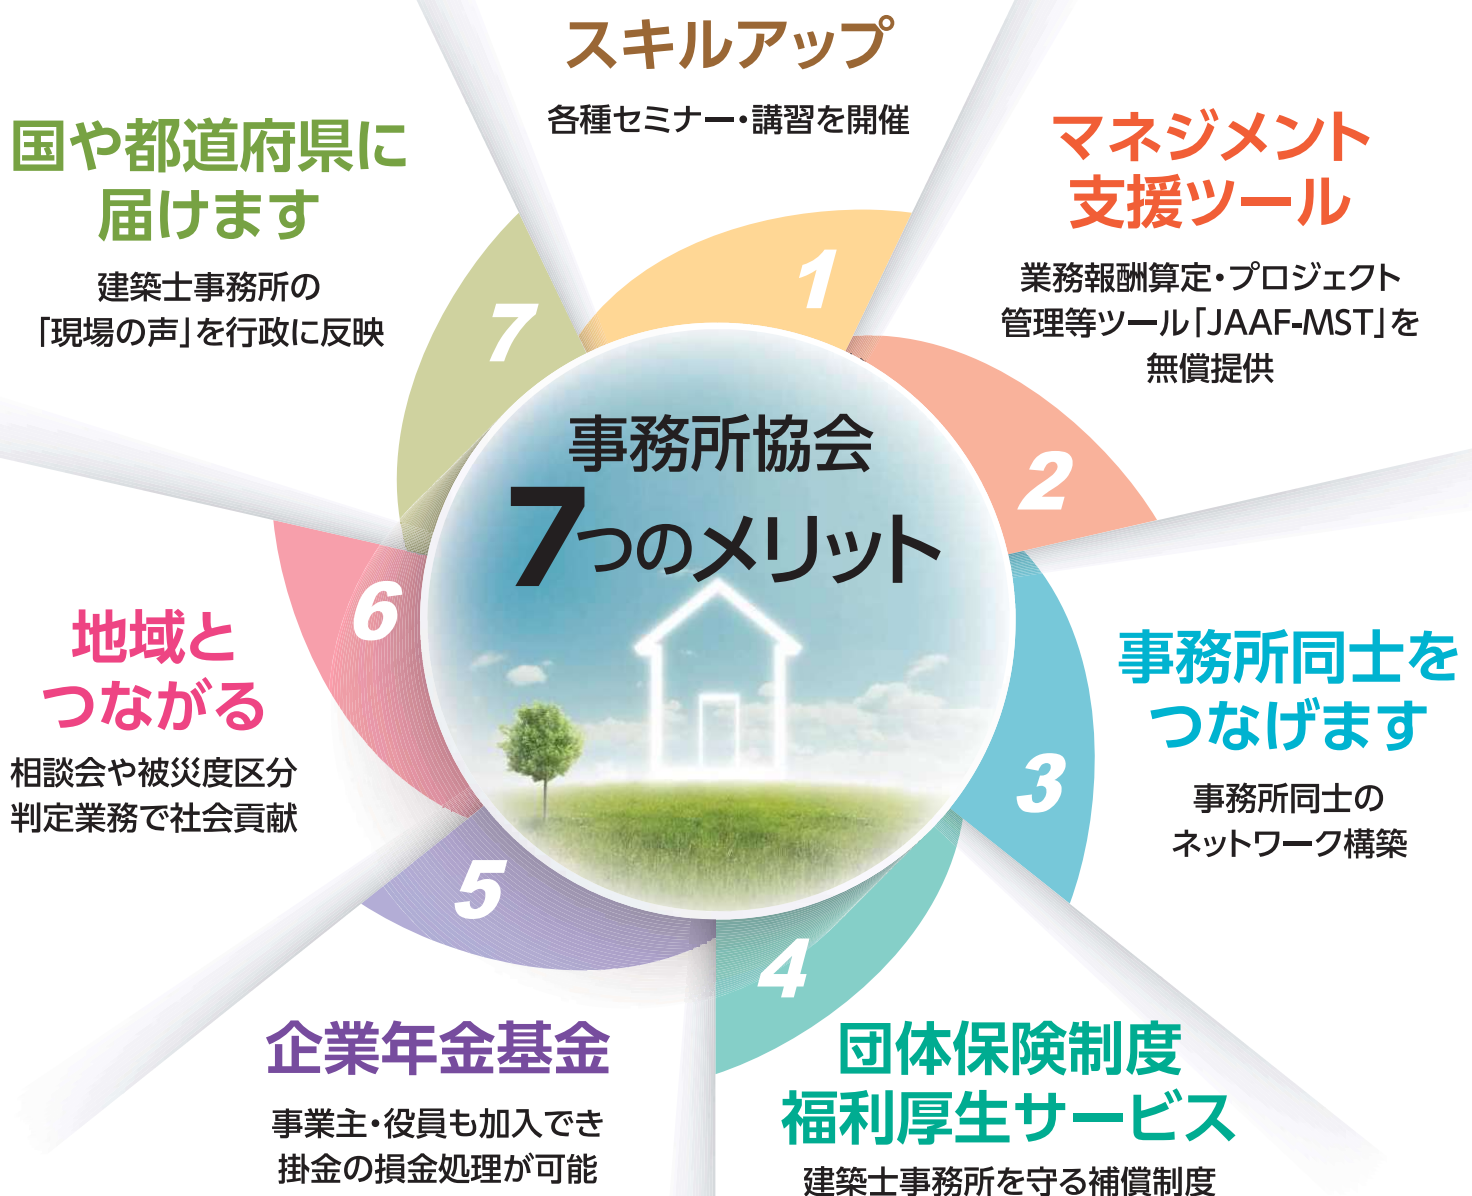 事務所協会
7つのメリット
1
スキルアップ
各種セミナー・講習を開催
2
マネジメント
支援ツール
業務報酬算定・プロジェクト
管理等ツール「JAAF-MST」を
無償提供
3
事務所同士を
つなげます
事務所同士の
ネットワーク構築
4
団体保険制度
福利厚生サービス
建築士事務所を守る補償制度
5
企業年金基金
事業主・役員も加入でき
掛金の損金処理が可能
6
地域と
つながる
相談会や被災度区分
判定業務で社会貢献
7
国や都道府県に
届けます
建築士事務所の
「現場の声」を行政に反映